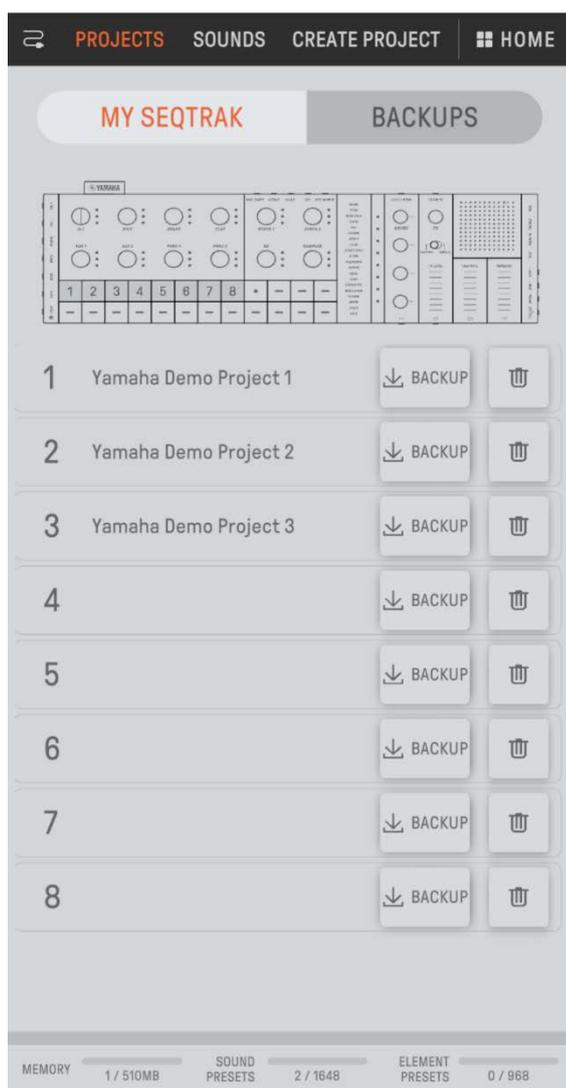 PROJECTS SOUNDS CREATE PROJECT HOME
MY SEQTRAK BACKUPS
YAMAHA
1 2 3 4 5 6 7 8
1 Yamaha Demo Project 1 BACKUP
2 Yamaha Demo Project 2 BACKUP
3 Yamaha Demo Project 3 BACKUP
4 BACKUP
5 BACKUP
6 BACKUP
7 BACKUP
8 BACKUP
MEMORY 1 / 510MB SOUND PRESETS 2 / 1648 ELEMENT PRESETS 0 / 968